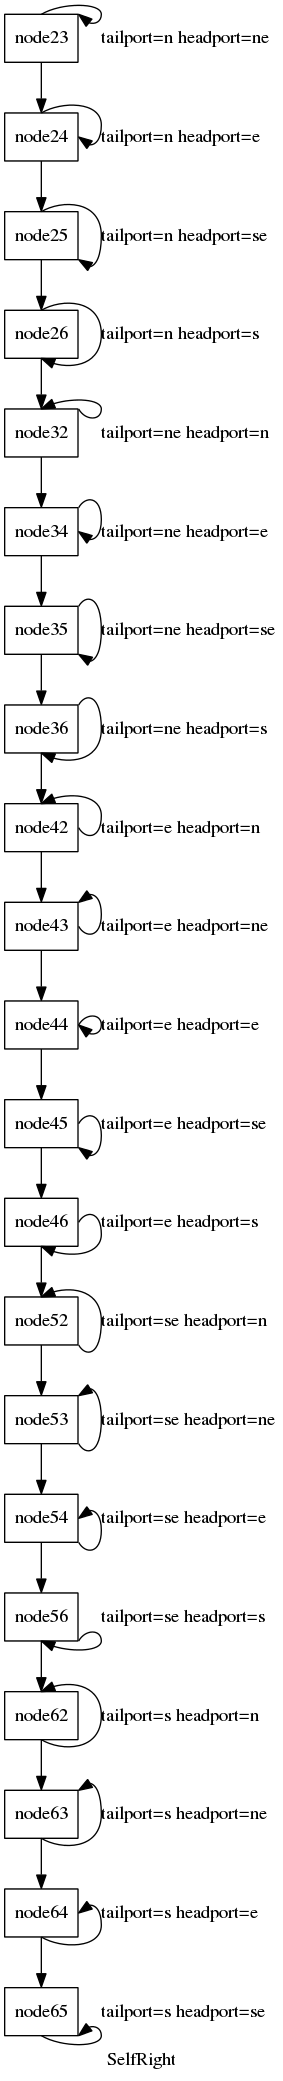 node23 tailport=n headport=ne
node24 tailport=n headport=e
node25 tailport=n headport=se
node26 tailport=n headport=s
node32 tailport=ne headport=n
node34 tailport=ne headport=e
node35 tailport=ne headport=se
node36 tailport=ne headport=s
node42 tailport=e headport=n
node43 tailport=e headport=ne
node44 tailport=e headport=e
node45 tailport=e headport=se
node46 tailport=e headport=s
node52 tailport=se headport=n
node53 tailport=se headport=ne
node54 tailport=se headport=e
node56 tailport=se headport=s
node62 tailport=s headport=n
node63 tailport=s headport=ne
node64 tailport=s headport=e
node65 tailport=s headport=se
SelfRight